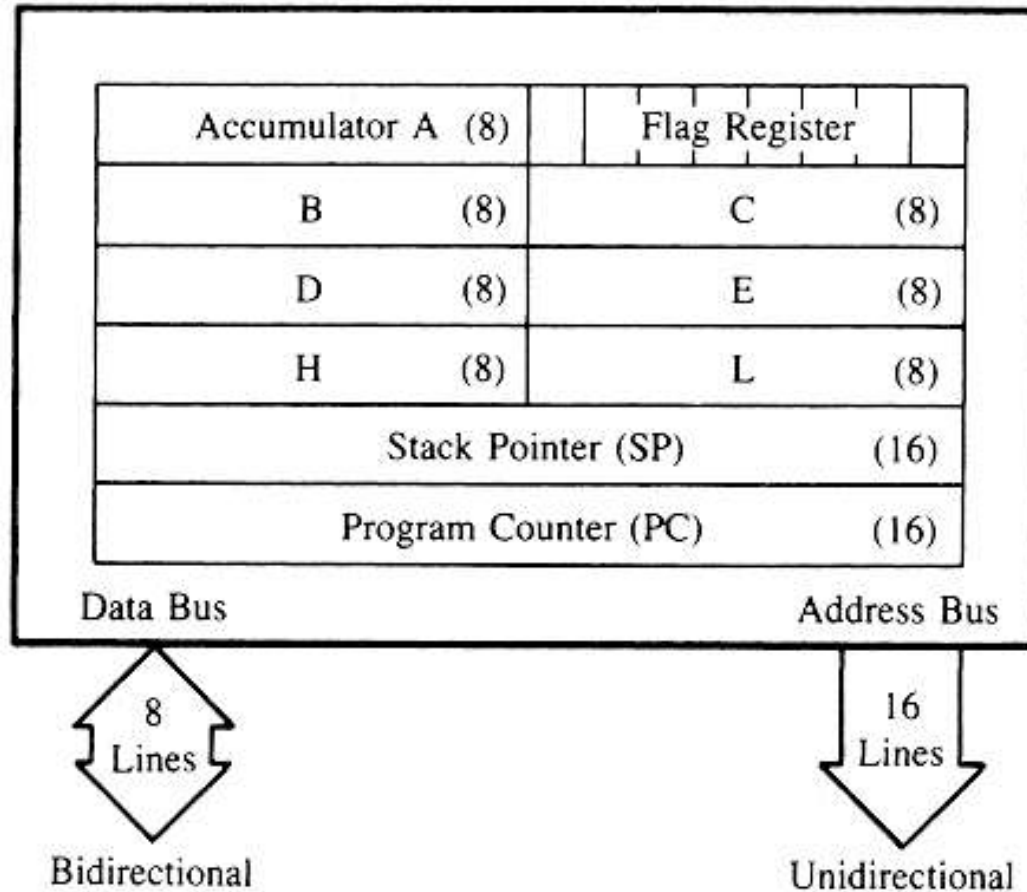 Accumulator A (8) Flag Register
B (8) C (8)
D (8) E (8)
H (8) L (8)
Stack Pointer (SP) (16)
Program Counter (PC) (16)
Data Bus Address Bus
8 Lines
16 Lines
Bidirectional Unidirectional